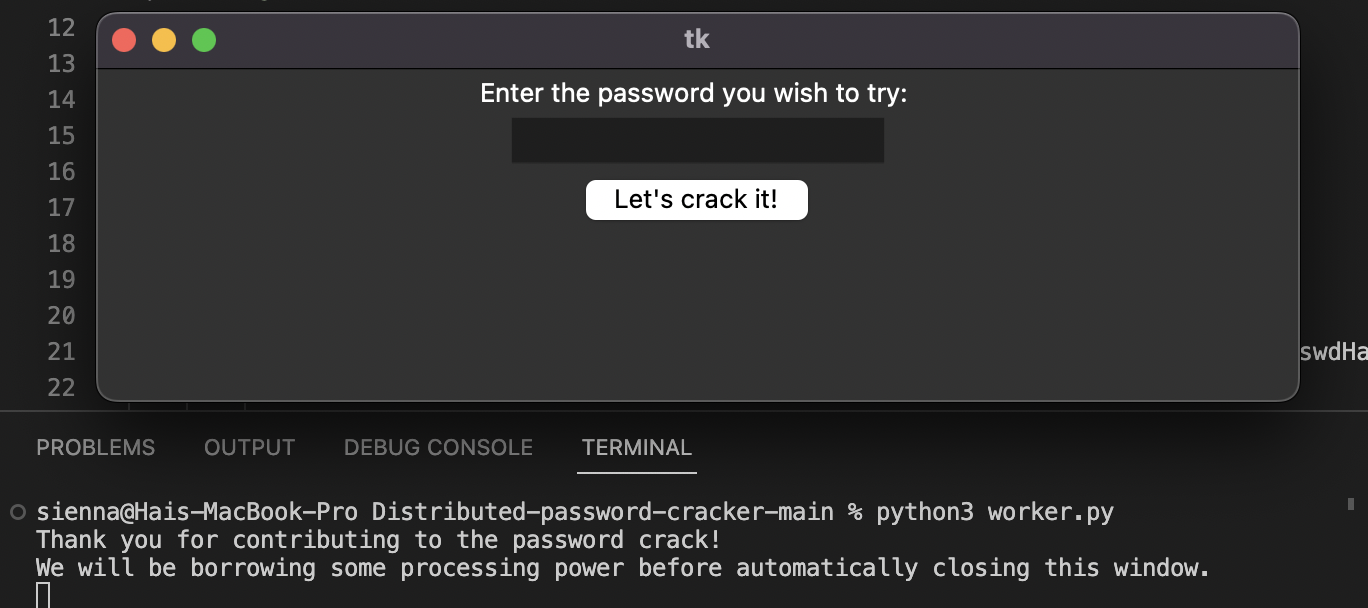 12
13
14
15
16
17
18
19
20
21
22
tk
Enter the password you wish to try:
Let's crack it!
swdHa
PROBLEMS OUTPUT DEBUG CONSOLE TERMINAL
sienna@Hais-MacBook-Pro Distributed-password-cracker-main % python3 worker.py
Thank you for contributing to the password crack!
We will be borrowing some processing power before automatically closing this window.